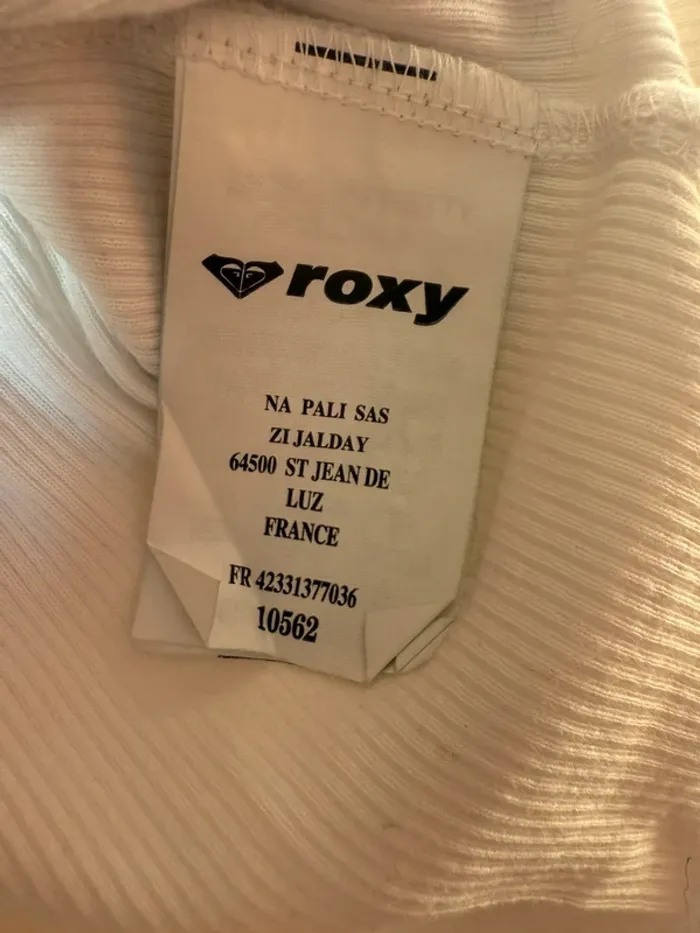 roxy
NA PALI SAS
ZI JALDAY
64500 ST JEAN DE
LUZ
FRANCE
FR 42331377036
10562